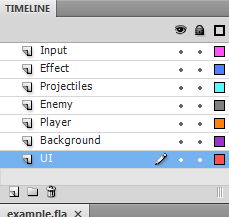 TIMELINE
Input
Effect
Projectiles
Enemy
Player
Background
UI
example.fla ×